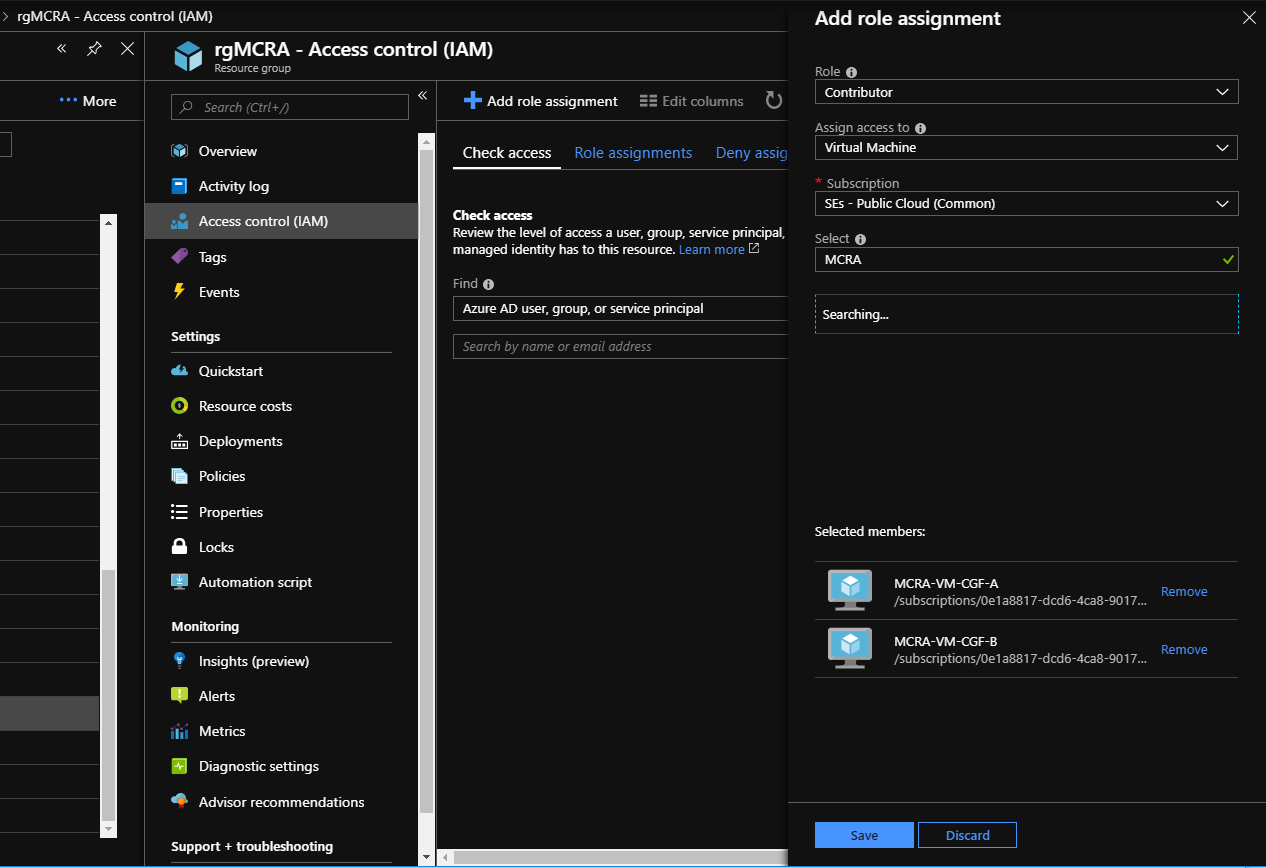 rgMCRA - Access control (IAM)
More
rgMCRA - Access control (IAM)
Resource group
Search (Ctrl+/)
Overview
Activity log
Access control (IAM)
Tags
Events
Settings
Quickstart
Resource costs
Deployments
Policies
Properties
Locks
Automation script
Monitoring
Insights (preview)
Alerts
Metrics
Diagnostic settings
Advisor recommendations
Support + troubleshooting
Add role assignment
Edit columns
Check access
Role assignments
Deny assig
Check access
Review the level of access a user, group, service principal,
managed identity has to this resource. Learn more
Find
Azure AD user, group, or service principal
Search by name or email address
Add role assignment
Role
Contributor
Assign access to
Virtual Machine
* Subscription
SEs - Public Cloud (Common)
Select
MCRA
Searching...
Selected members:
MCRA-VM-CGF-A
/subscriptions/0e1a8817-dcd6-4ca8-9017...
Remove
MCRA-VM-CGF-B
/subscriptions/0e1a8817-dcd6-4ca8-9017...
Remove
Save
Discard